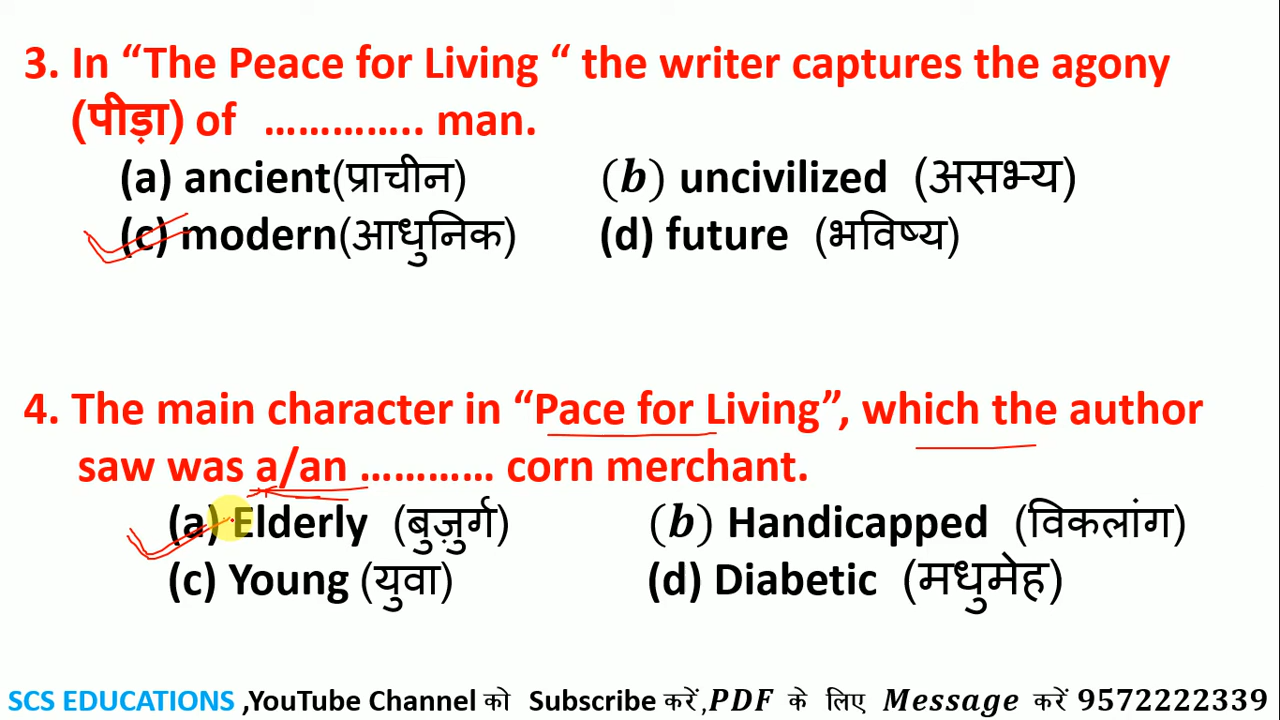 3. In “The Peace for Living “ the writer captures the agony
(पीड़ा) of ………….. man.
(a) ancient(प्राचीन) (b) uncivilized (असभ्य)
(c) modern(आधुनिक) (d) future (भविष्य)
4. The main character in “Pace for Living”, which the author
saw was a/an ………… corn merchant.
(a) Elderly (बुज़ुर्ग) (b) Handicapped (विकलांग)
(c) Young (युवा) (d) Diabetic (मधुमेह)
SCS EDUCATIONS ,YouTube Channel को Subscribe करें,PDF के लिए Message करें 9572222339